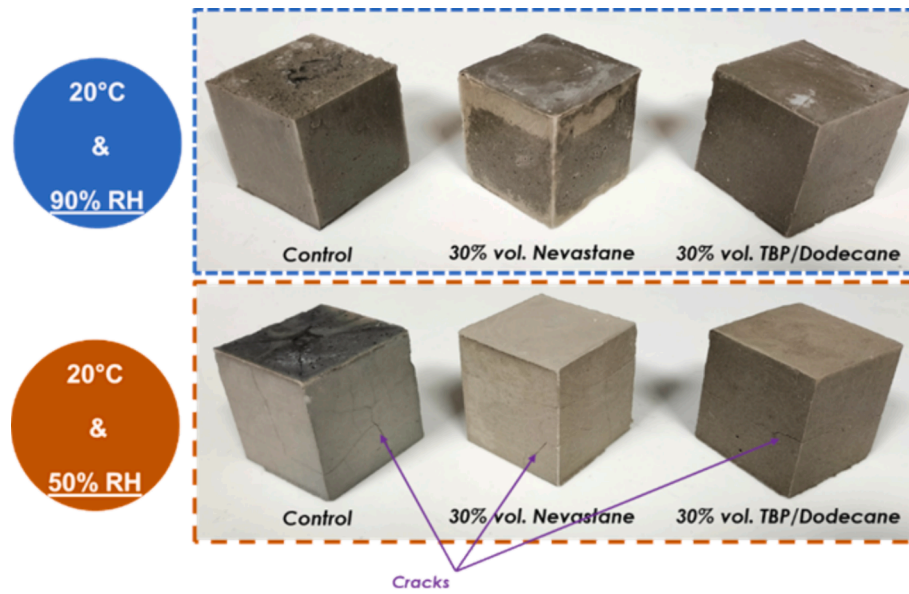 20°C
&
90% RH
Control
30% vol. Nevastane
30% vol. TBP/Dodecane
20°C
&
50% RH
Control
30% vol. Nevastane
30% vol. TBP/Dodecane
Cracks